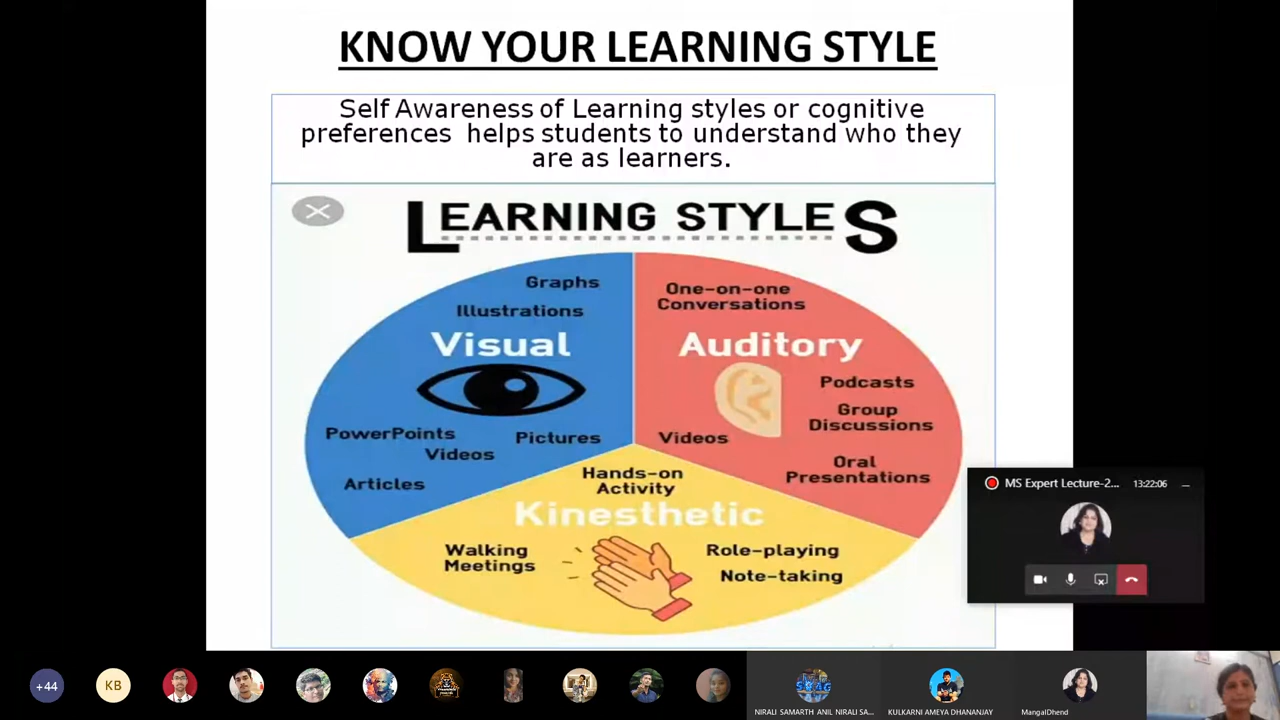 KNOW YOUR LEARNING STYLE
Self Awareness of Learning styles or cognitive
preferences helps students to understand who they
are as learners.
LEARNING STYLES
Graphs
Illustrations
Visual
PowerPoints
Pictures
Videos
Articles
One-on-one
Conversations
Auditory
Podcasts
Group
Discussions
Videos
Oral
Presentations
Hands-on
Activity
Kinesthetic
Walking
Meetings
Role-playing
Note-taking
MS Expert Lecture-2... 13:22:06
+44
KB
NIRALI SAMARTH ANIL NIRALI SA...
KULKARNI AMEYA DHANANJAY
MangalDhend